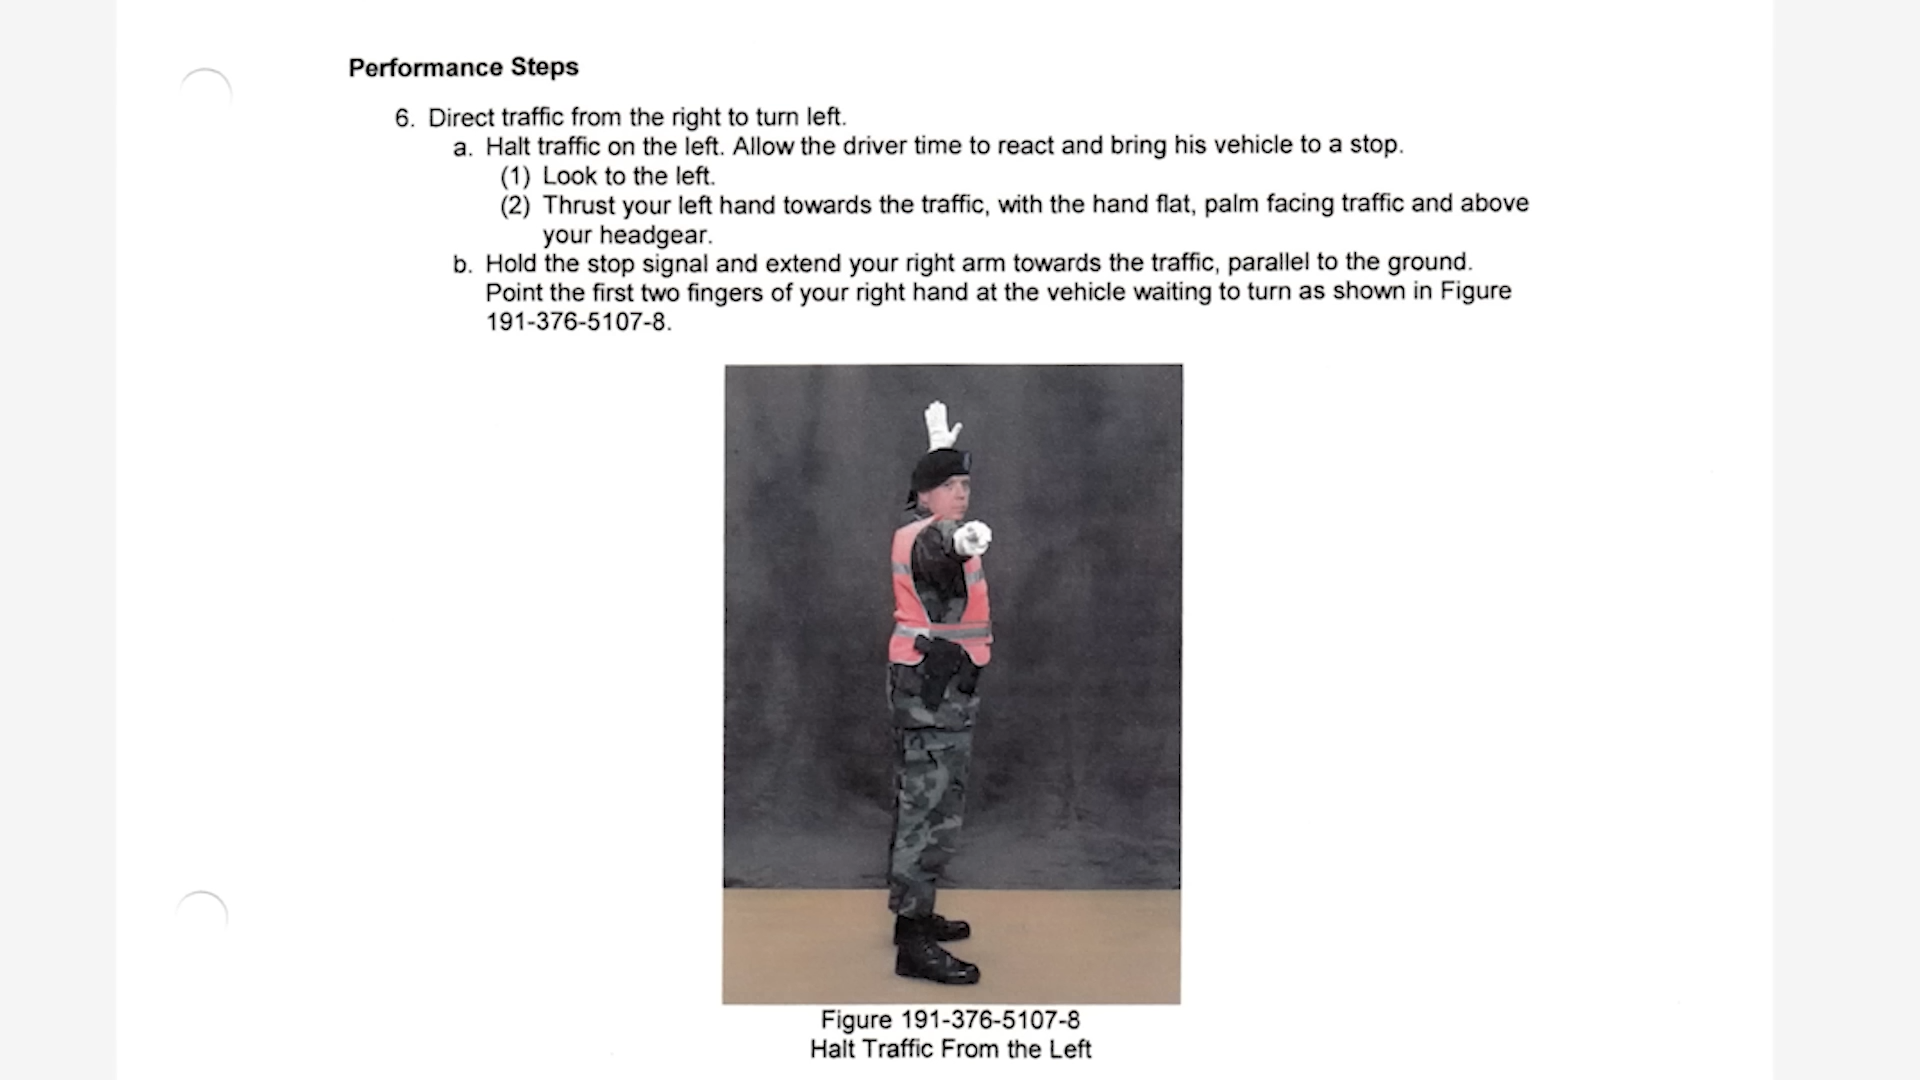 Performance Steps
6. Direct traffic from the right to turn left.
a. Halt traffic on the left. Allow the driver time to react and bring his vehicle to a stop.
(1) Look to the left.
(2) Thrust your left hand towards the traffic, with the hand flat, palm facing traffic and above
your headgear.
b. Hold the stop signal and extend your right arm towards the traffic, parallel to the ground.
Point the first two fingers of your right hand at the vehicle waiting to turn as shown in Figure
191-376-5107-8.
Figure 191-376-5107-8
Halt Traffic From the Left